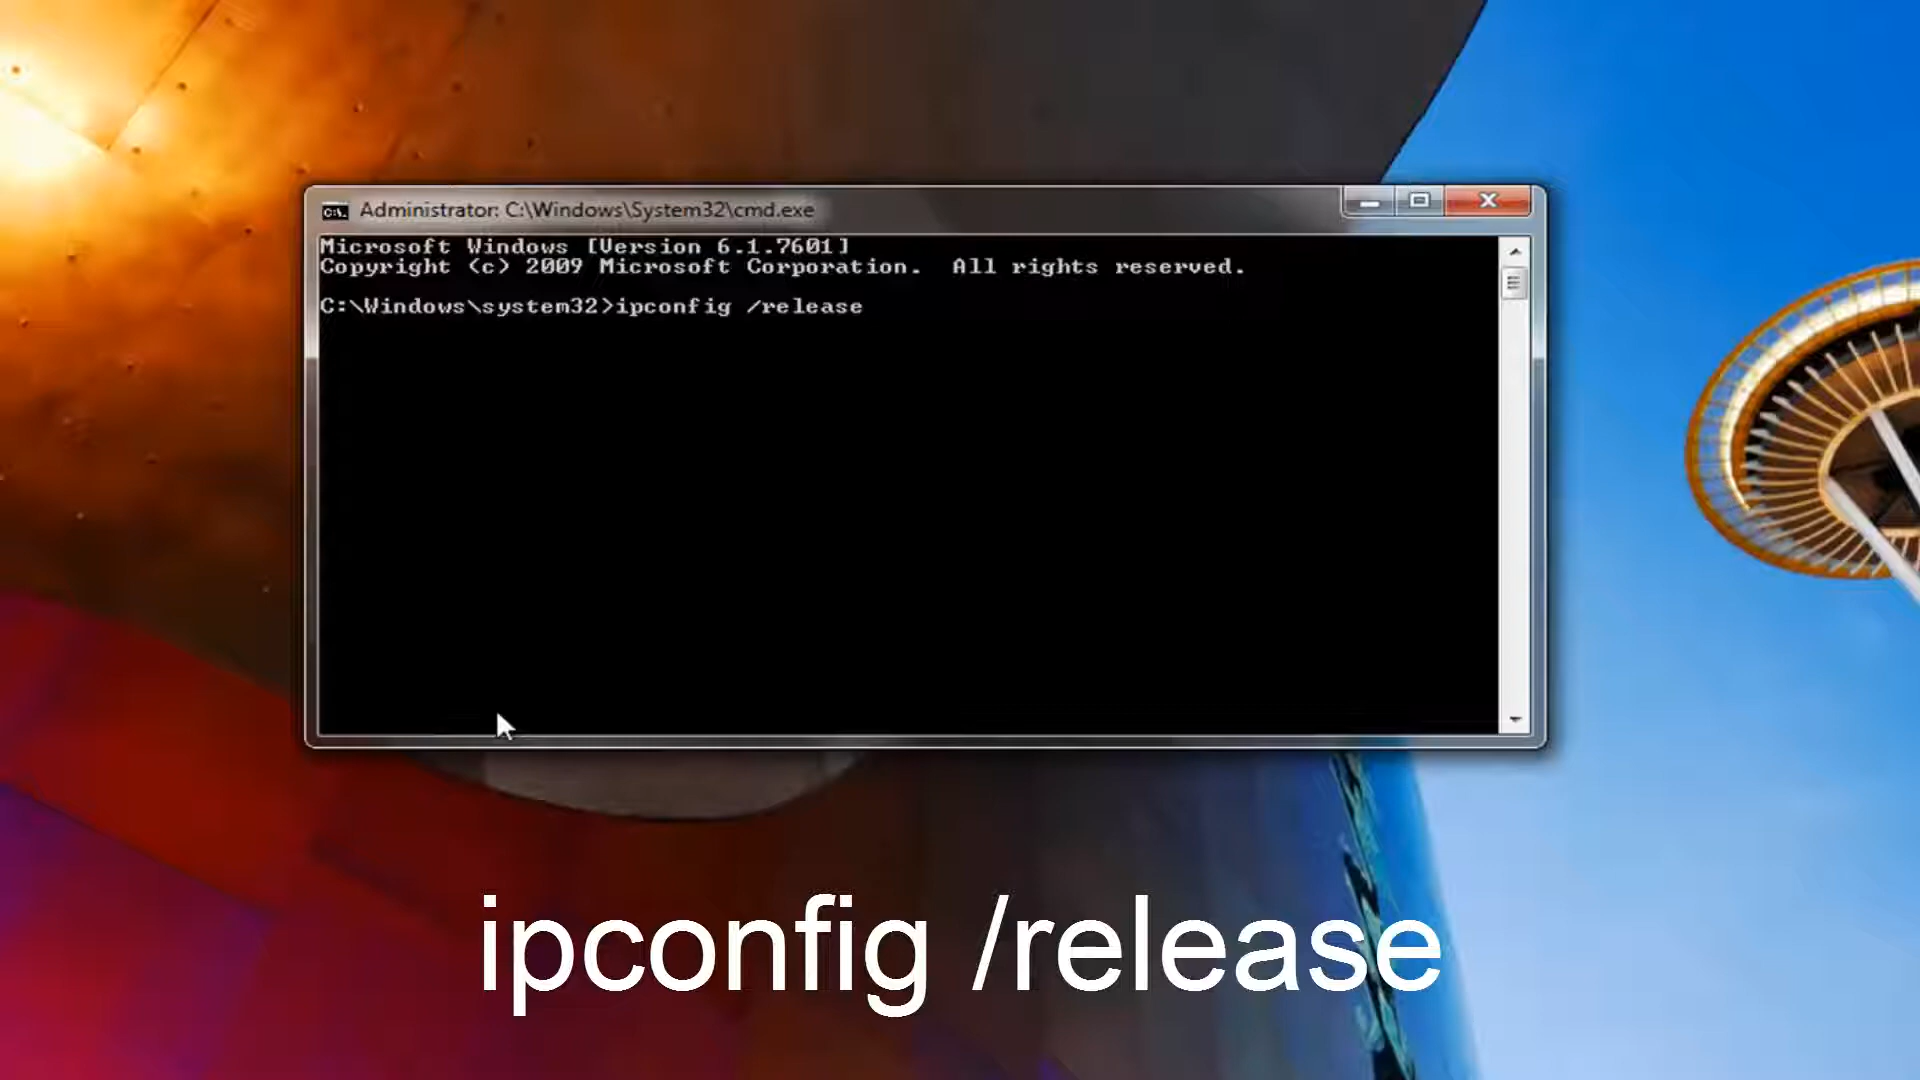 Administrator: C:\Windows\System32\cmd.exe
Microsoft Windows [Version 6.1.7601]
Copyright (c) 2009 Microsoft Corporation.  All rights reserved.
C:\Windows\system32>ipconfig /release
ipconfig /release